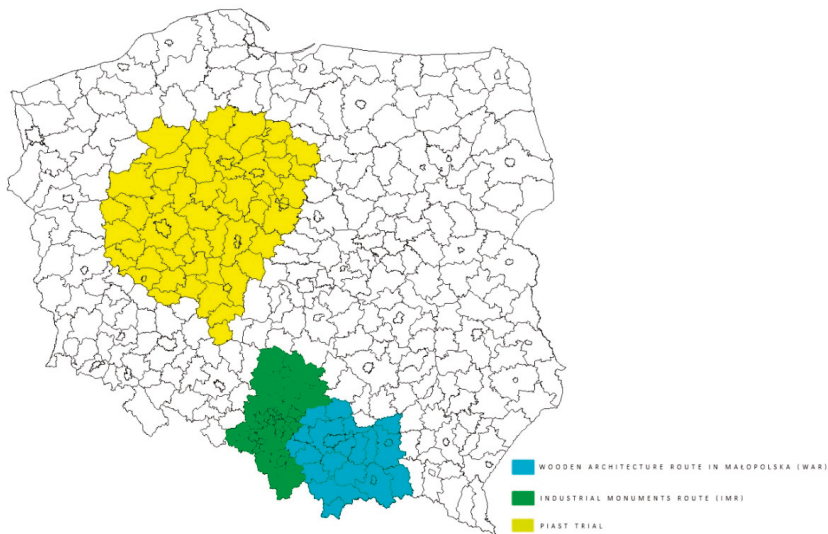 WOODEN ARCHITECTURE ROUTE IN MAŁOPOLSKA (WAR)
INDUSTRIAL MONUMENTS ROUTE (IMR)
PIAST TRIAL